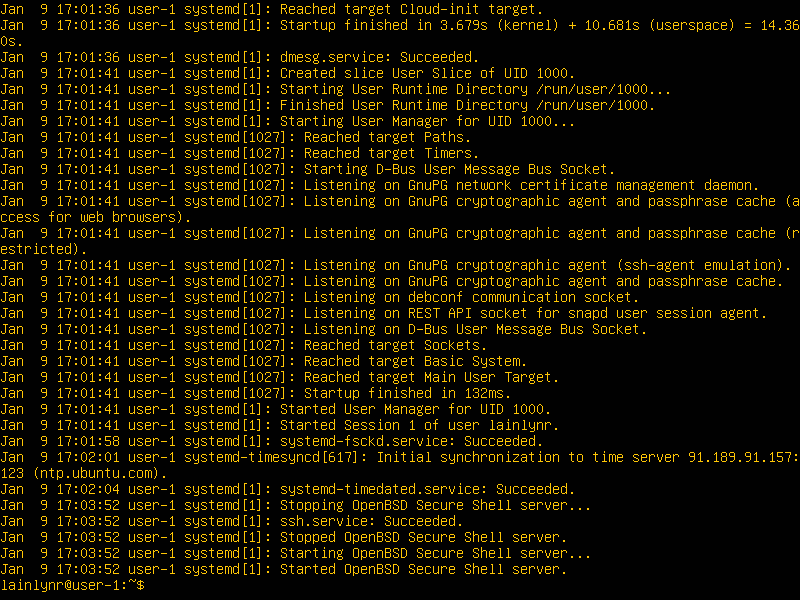 Jan  9 17:01:36 user-1 systemd[1]: Reached target Cloud-init target.
Jan  9 17:01:36 user-1 systemd[1]: Startup finished in 3.679s (kernel) + 10.681s (userspace) = 14.36
0s.
Jan  9 17:01:36 user-1 systemd[1]: dmesg.service: Succeeded.
Jan  9 17:01:41 user-1 systemd[1]: Created slice User Slice of UID 1000.
Jan  9 17:01:41 user-1 systemd[1]: Starting User Runtime Directory /run/user/1000...
Jan  9 17:01:41 user-1 systemd[1]: Finished User Runtime Directory /run/user/1000.
Jan  9 17:01:41 user-1 systemd[1]: Starting User Manager for UID 1000...
Jan  9 17:01:41 user-1 systemd[1027]: Reached target Paths.
Jan  9 17:01:41 user-1 systemd[1027]: Reached target Timers.
Jan  9 17:01:41 user-1 systemd[1027]: Starting D-Bus User Message Bus Socket.
Jan  9 17:01:41 user-1 systemd[1027]: Listening on GnuPG network certificate management daemon.
Jan  9 17:01:41 user-1 systemd[1027]: Listening on GnuPG cryptographic agent and passphrase cache (a
ccess for web browsers).
Jan  9 17:01:41 user-1 systemd[1027]: Listening on GnuPG cryptographic agent and passphrase cache (r
estricted).
Jan  9 17:01:41 user-1 systemd[1027]: Listening on GnuPG cryptographic agent (ssh-agent emulation).
Jan  9 17:01:41 user-1 systemd[1027]: Listening on GnuPG cryptographic agent and passphrase cache.
Jan  9 17:01:41 user-1 systemd[1027]: Listening on debconf communication socket.
Jan  9 17:01:41 user-1 systemd[1027]: Listening on REST API socket for snapd user session agent.
Jan  9 17:01:41 user-1 systemd[1027]: Listening on D-Bus User Message Bus Socket.
Jan  9 17:01:41 user-1 systemd[1027]: Reached target Sockets.
Jan  9 17:01:41 user-1 systemd[1027]: Reached target Basic System.
Jan  9 17:01:41 user-1 systemd[1027]: Reached target Main User Target.
Jan  9 17:01:41 user-1 systemd[1027]: Startup finished in 132ms.
Jan  9 17:01:41 user-1 systemd[1]: Started User Manager for UID 1000.
Jan  9 17:01:41 user-1 systemd[1]: Started Session 1 of user lainlynr.
Jan  9 17:01:58 user-1 systemd[1]: systemd-fsckd.service: Succeeded.
Jan  9 17:02:01 user-1 systemd-timesyncd[617]: Initial synchronization to time server 91.189.91.157:
123 (ntp.ubuntu.com).
Jan  9 17:02:04 user-1 systemd[1]: systemd-timedated.service: Succeeded.
Jan  9 17:03:52 user-1 systemd[1]: Stopping OpenBSD Secure Shell server...
Jan  9 17:03:52 user-1 systemd[1]: ssh.service: Succeeded.
Jan  9 17:03:52 user-1 systemd[1]: Stopped OpenBSD Secure Shell server.
Jan  9 17:03:52 user-1 systemd[1]: Starting OpenBSD Secure Shell server...
Jan  9 17:03:52 user-1 systemd[1]: Started OpenBSD Secure Shell server.
lainlynr@user-1:~$